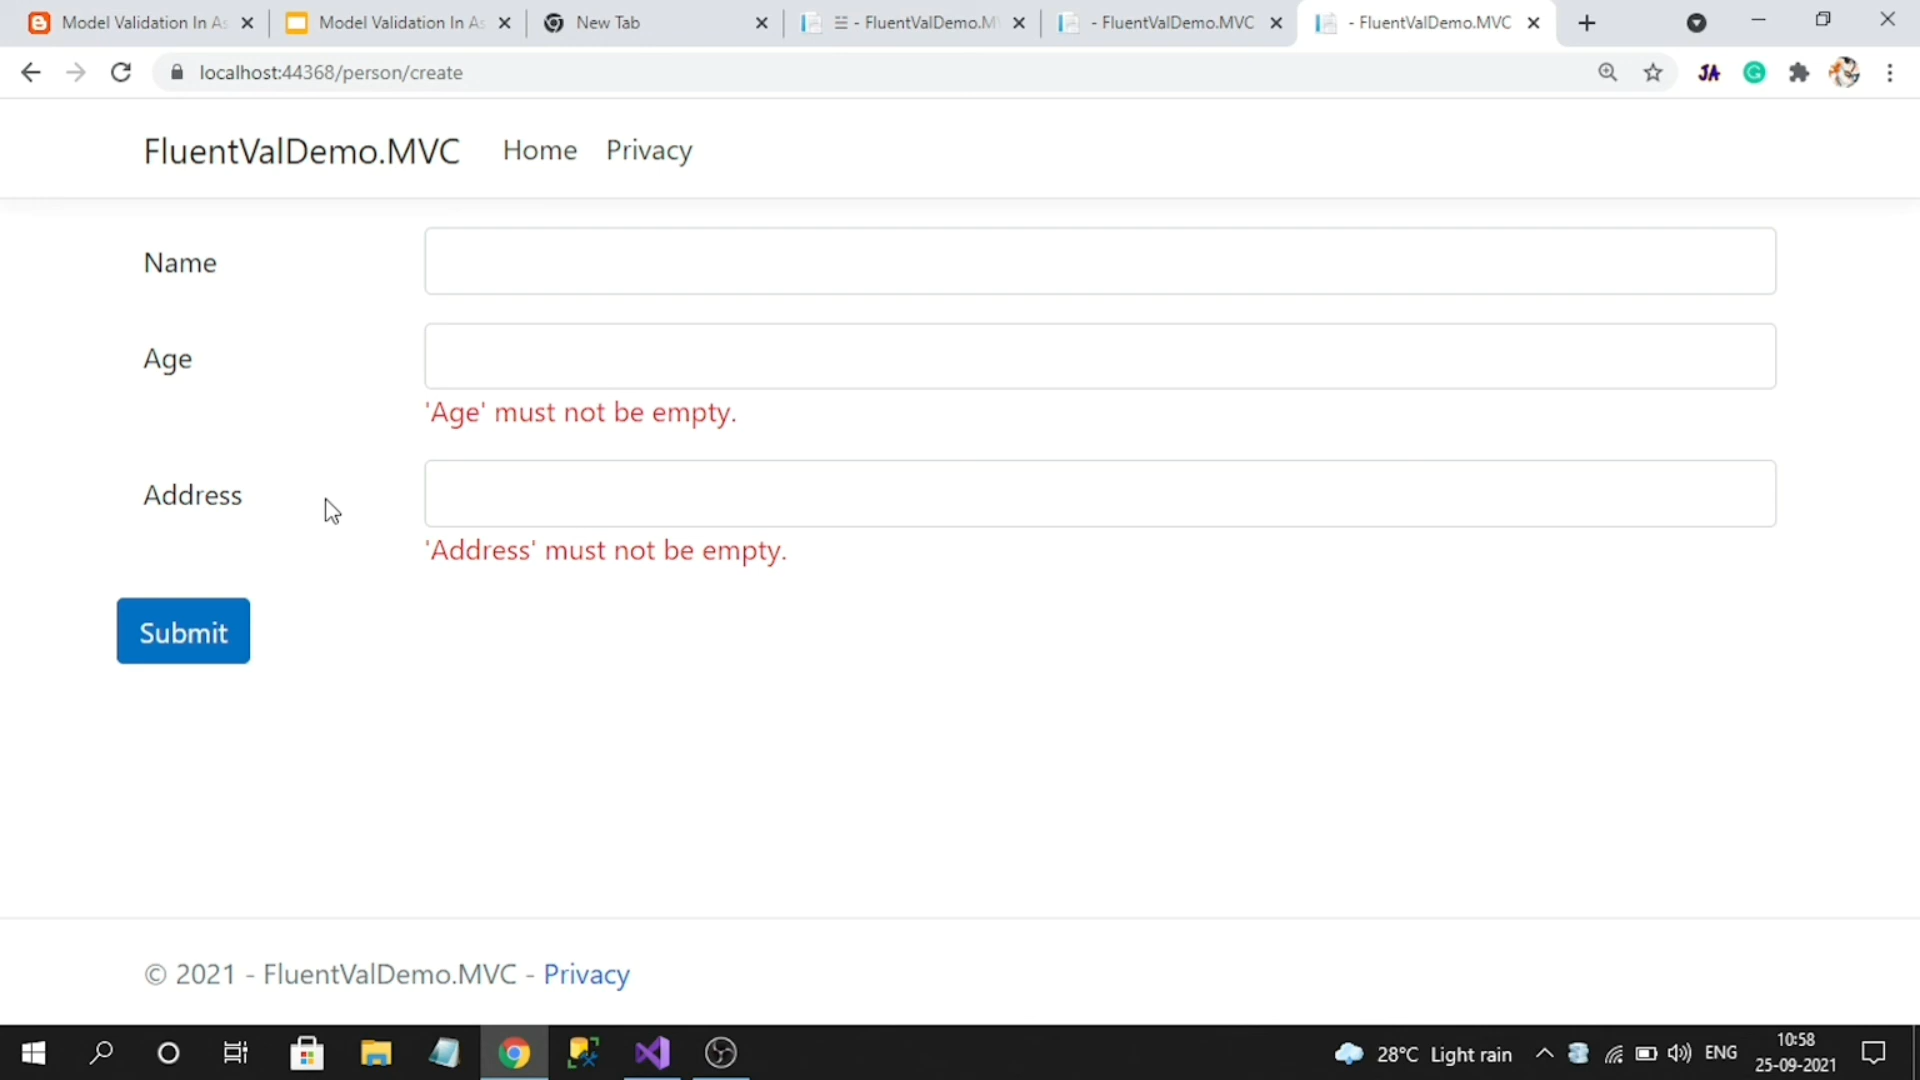 Model Validation In As
Model Validation In As
New Tab
- FluentValDemo.M
- FluentValDemo.MVC
- FluentValDemo.MVC
localhost:44368/person/create
JA
FluentValDemo.MVC Home Privacy
Name
Age
'Age' must not be empty.
Address
'Address' must not be empty.
Submit
© 2021 - FluentValDemo.MVC - Privacy
28°C Light rain
ENG
10:58
25-09-2021